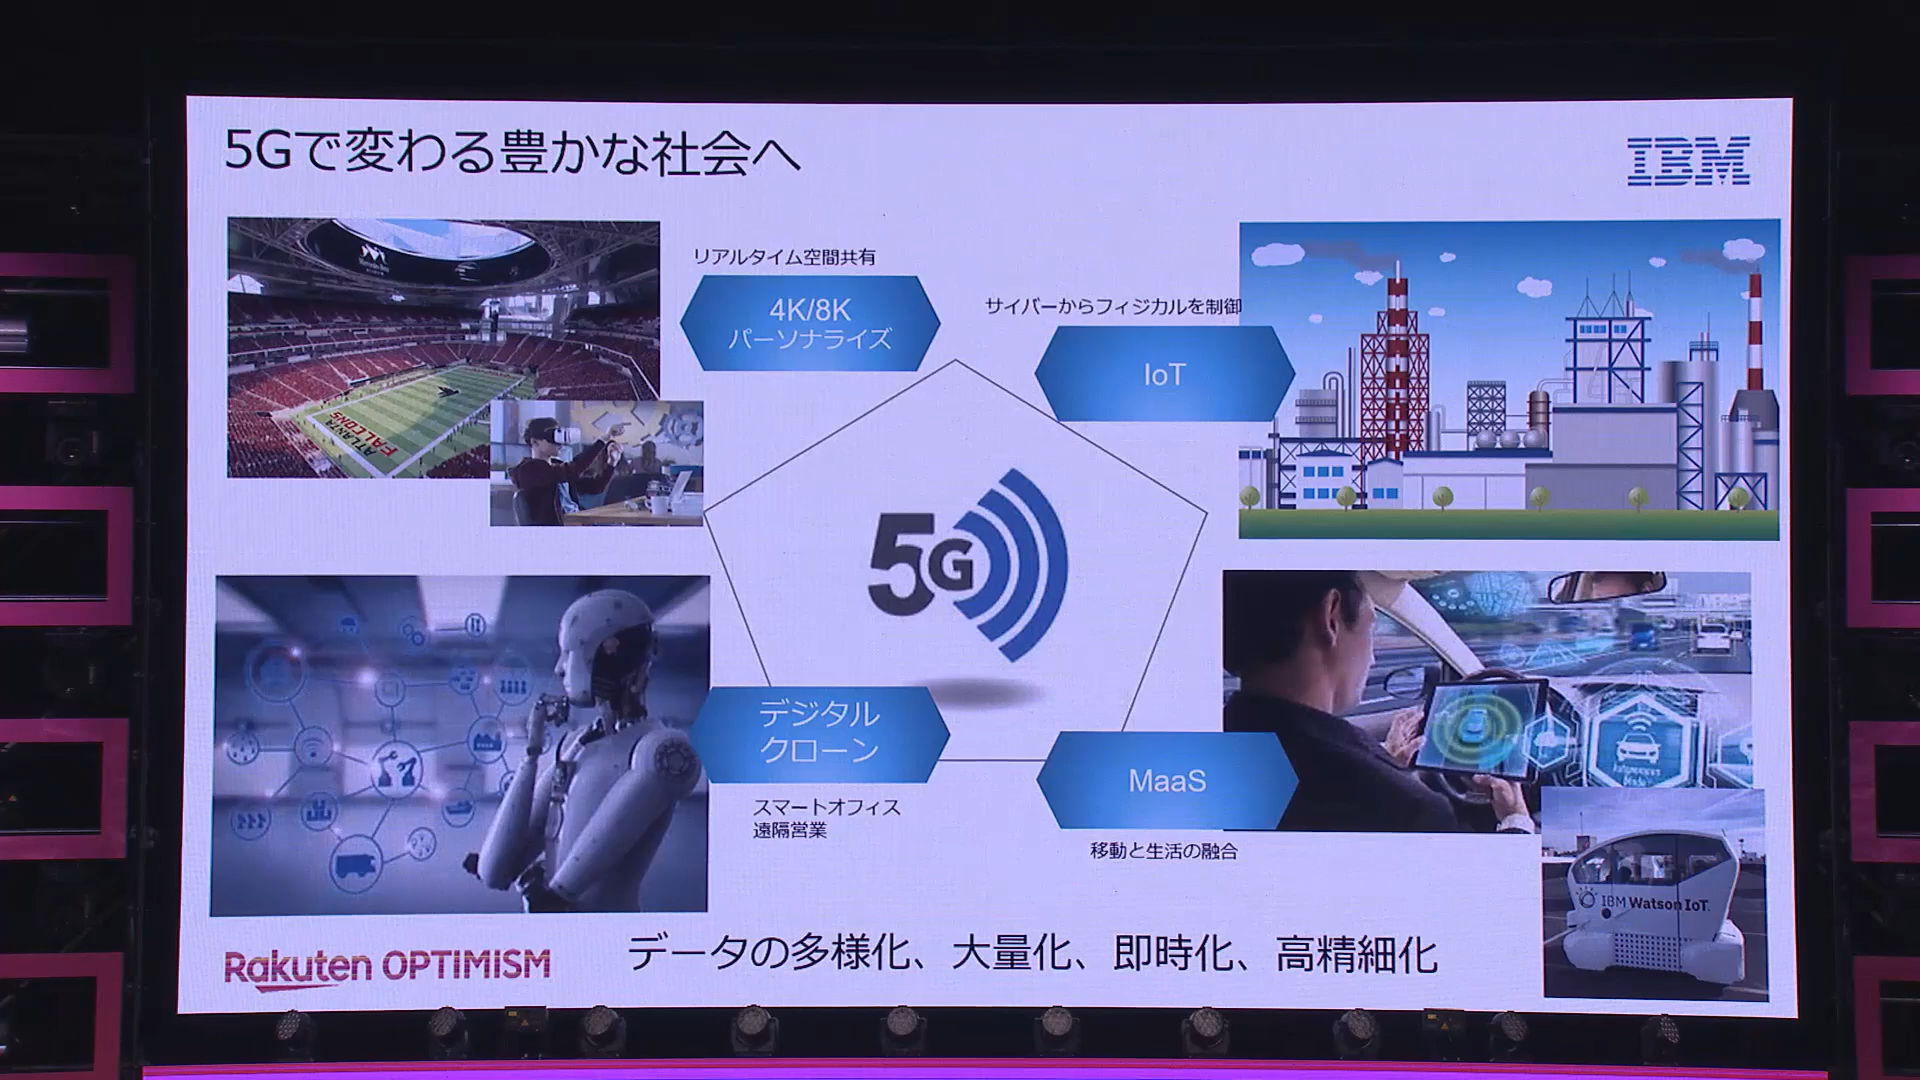 5Gで変わる豊かな社会へ
IBM
リアルタイム空間共有
4K/8K
パーソナライズ
サイバーからフィジカルを制御
IoT
ATLANTA
FALCONS
5G
デジタル
クローン
スマートオフィス
遠隔営業
MaaS
移動と生活の融合
IBM Watson IoT
Rakuten OPTIMISM
データの多様化、大量化、即時化、高精細化